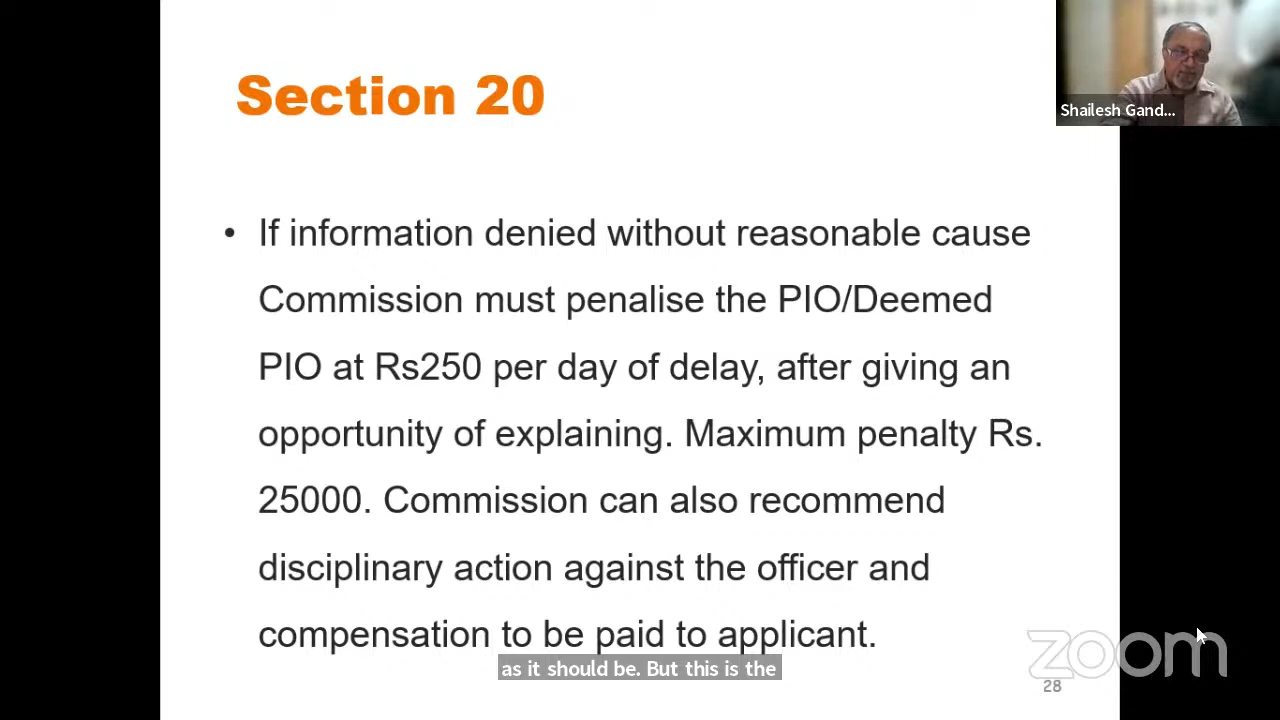 Section 20
Shailesh Gand...
• If information denied without reasonable cause
Commission must penalise the PIO/Deemed
PIO at Rs250 per day of delay, after giving an
opportunity of explaining. Maximum penalty Rs.
25000. Commission can also recommend
disciplinary action against the officer and
compensation to be paid to applicant.
as it should be. But this is the
zoom
28